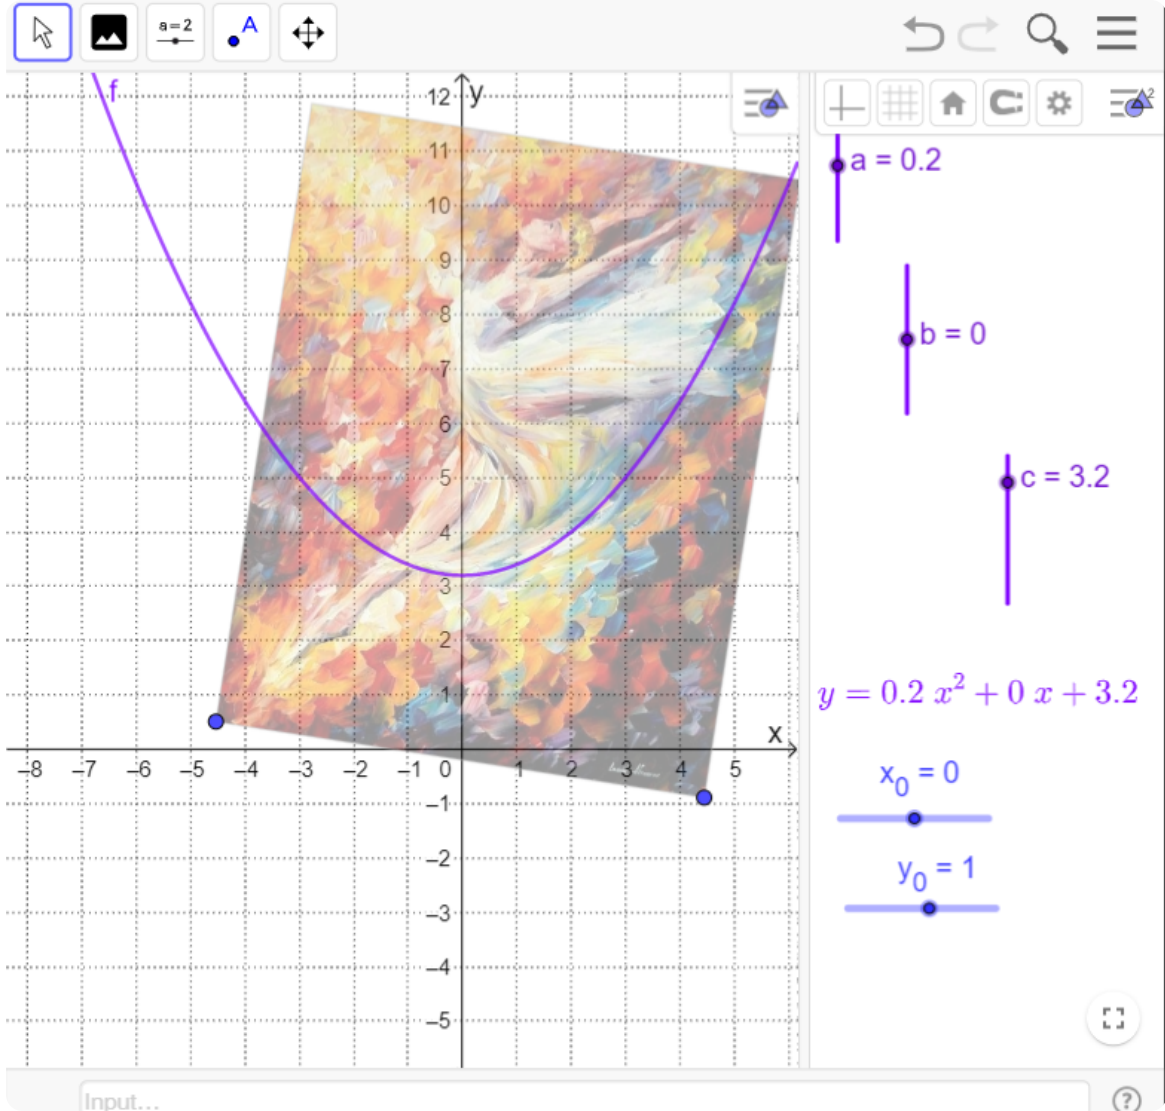 a=2
A
f
y
12
11
10
9
8
7
6
5
4
3
2
1
x
−8 −7 −6 −5 −4 −3 −2 −1 0 1 2 3 4 5
−1
−2
−3
−4
−5
2
a = 0.2
b = 0
c = 3.2
y = 0.2 x² + 0 x + 3.2
x₀ = 0
y₀ = 1
Input...
?